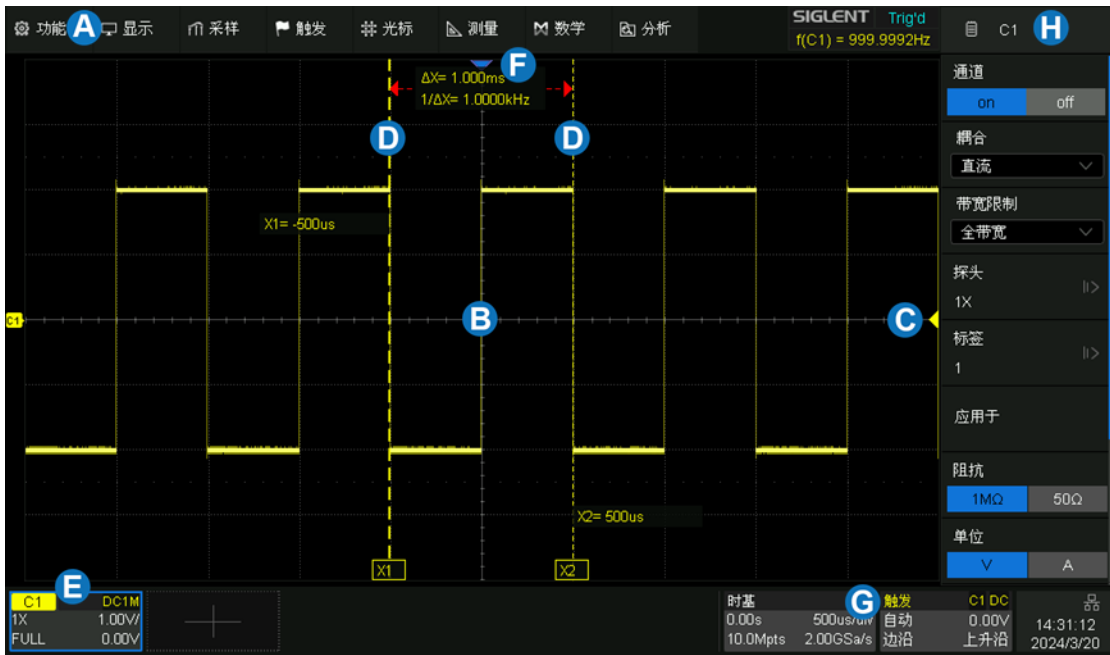 功能 A 显示 采样 触发 光标 测量 数学 分析
SIGLENT Trig'd
f(C1) = 999.9992Hz
C1 H
F
ΔX= 1.000ms
1/ΔX= 1.0000kHz
D D
X1= -500us
C1 B C
X2= 500us
X1 X2
通道
on off
耦合
直流
带宽限制
全带宽
探头
1X
标签
1
应用于
阻抗
1MΩ 50Ω
单位
V A
E
C1 DC1M
1X 1.00V/
FULL 0.00V
G
时基
0.00s 500us/div
10.0Mpts 2.00GSa/s
触发 C1 DC
自动 0.00V
边沿 上升沿
14:31:12
2024/3/20